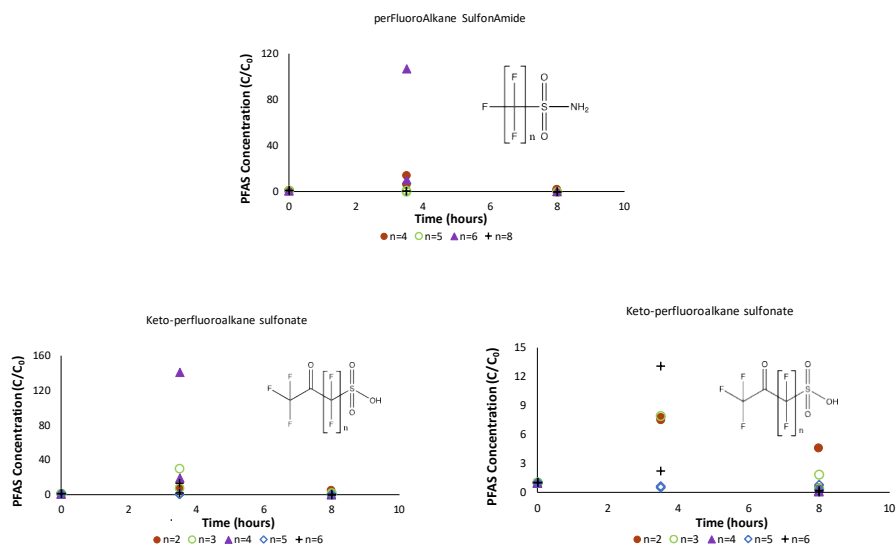 perFluoroAlkane SulfonAmide
PFAS Concentration (C/C0)
120
80
40
0
0 2 4 6 8 10
Time (hours)
F F F n S O O NH2
n=4 n=5 n=6 n=8
Keto-perfluoroalkane sulfonate
PFAS Concentration (C/C0)
160
120
80
40
0
0 2 4 6 8 10
Time (hours)
F F F O F F n S O O OH
n=2 n=3 n=4 n=5 n=6
Keto-perfluoroalkane sulfonate
PFAS Concentration (C/C0)
15
12
9
6
3
0
0 2 4 6 8 10
Time (hours)
F F F O F F n S O O OH
n=2 n=3 n=4 n=5 n=6